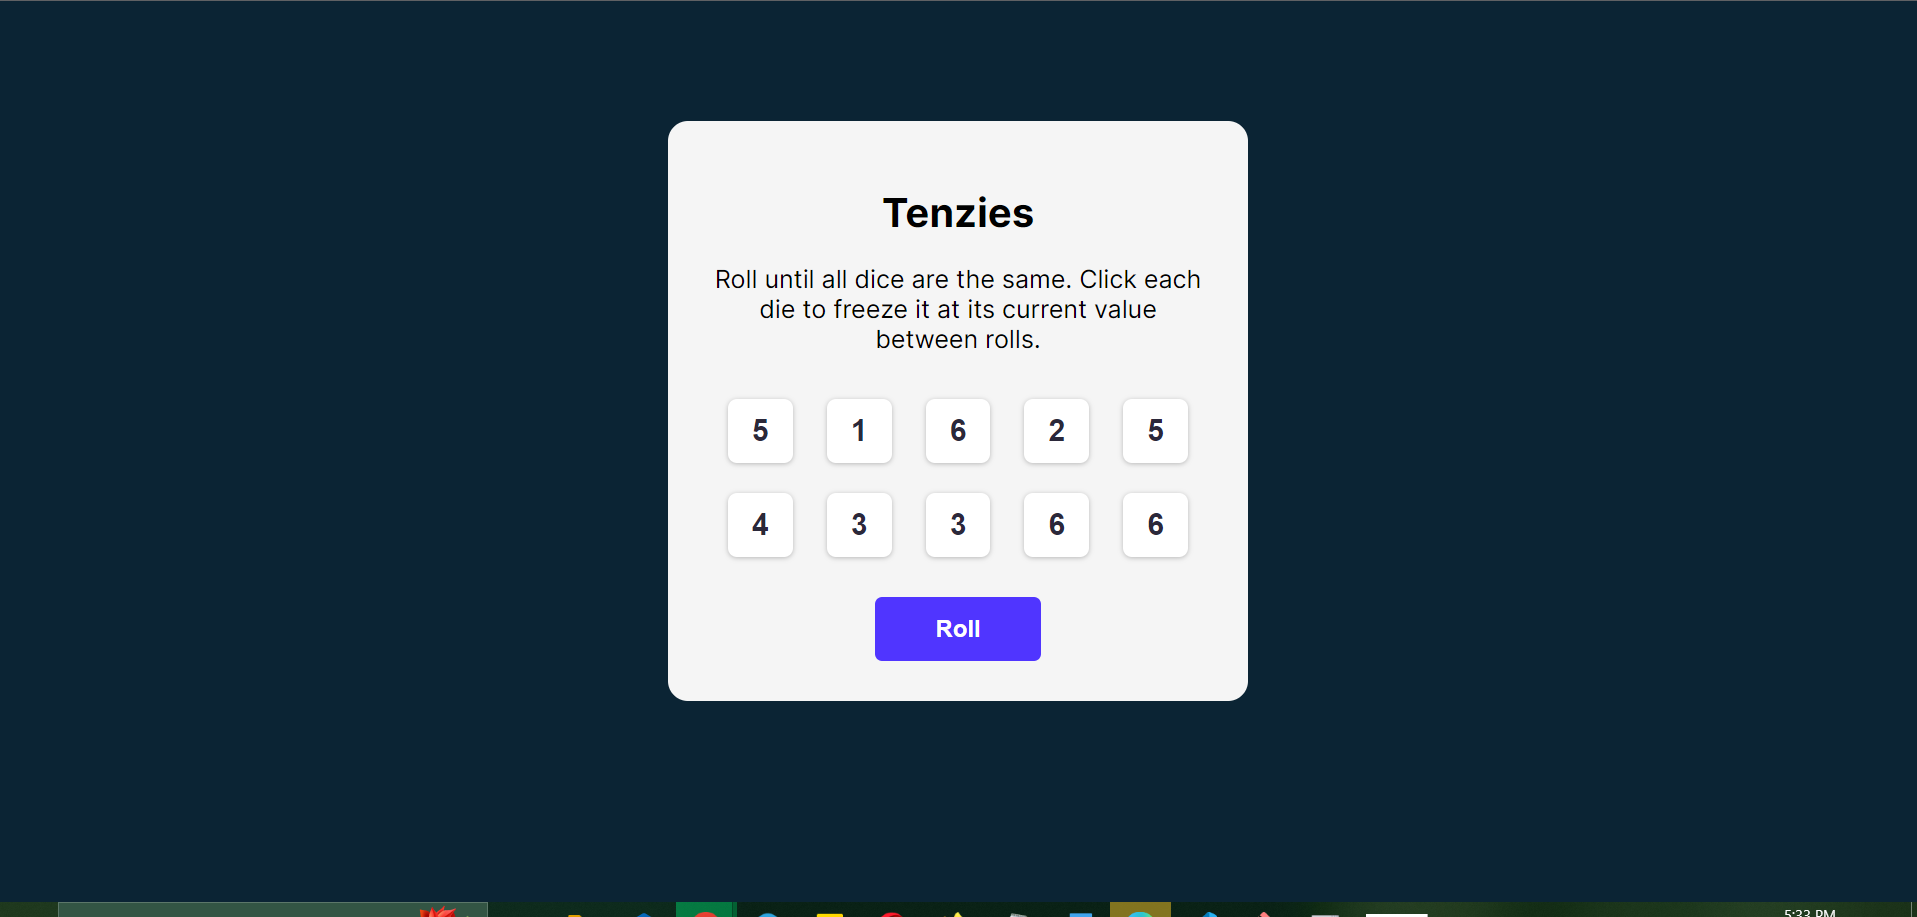 Tenzies
Roll until all dice are the same. Click each
die to freeze it at its current value
between rolls.
5 1 6 2 5
4 3 3 6 6
Roll
5:33 PM